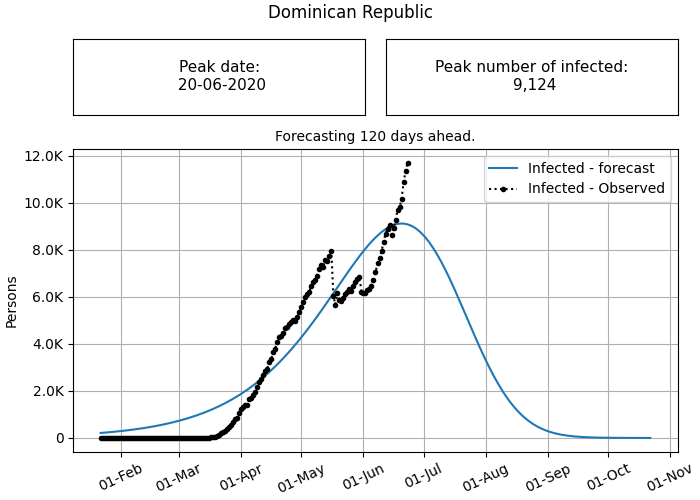 Dominican Republic
Peak date:
20-06-2020
Peak number of infected:
9,124
Forecasting 120 days ahead.
Infected - forecast
Infected - Observed
Persons
12.0K
10.0K
8.0K
6.0K
4.0K
2.0K
0
01-Feb
01-Mar
01-Apr
01-May
01-Jun
01-Jul
01-Aug
01-Sep
01-Oct
01-Nov